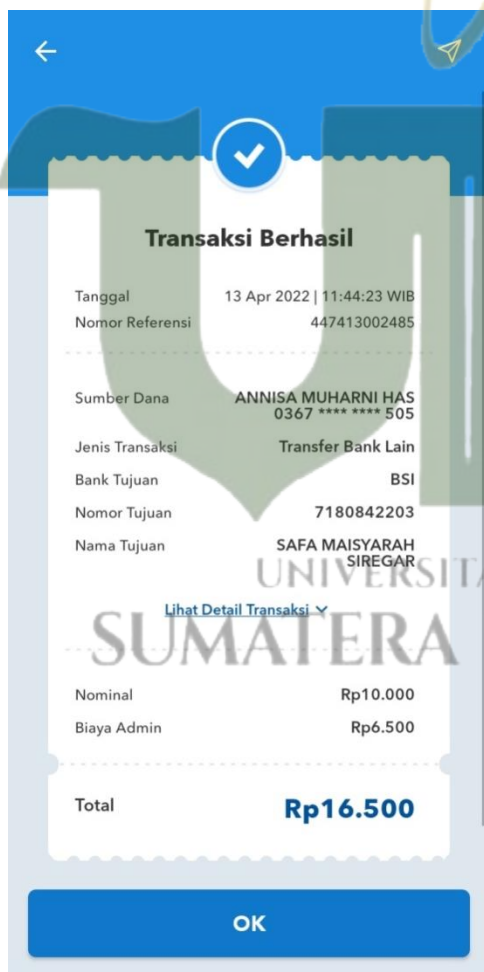 Transaksi Berhasil
Tanggal 13 Apr 2022 | 11:44:23 WIB
Nomor Referensi 447413002485
Sumber Dana ANNISA MUHARNI HAS
0367 **** **** 505
Jenis Transaksi Transfer Bank Lain
Bank Tujuan BSI
Nomor Tujuan 7180842203
Nama Tujuan SAFA MAISYARAH
SIREGAR
UNIVERSITA
Lihat Detail Transaksi
SUMATERA
Nominal Rp10.000
Biaya Admin Rp6.500
Total Rp16.500
OK